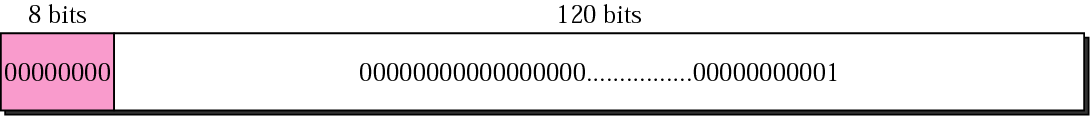 8 bits 120 bits
00000000 00000000000000000................00000000001